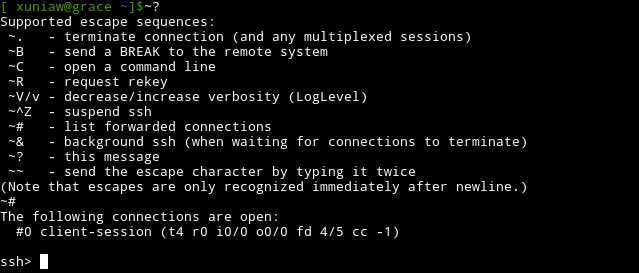 [ xuniaw@grace ~]$~?
Supported escape sequences:
 ~.   - terminate connection (and any multiplexed sessions)
 ~B   - send a BREAK to the remote system
 ~C   - open a command line
 ~R   - request rekey
 ~V/v - decrease/increase verbosity (LogLevel)
 ~^Z  - suspend ssh
 ~#   - list forwarded connections
 ~&   - background ssh (when waiting for connections to terminate)
 ~?   - this message
 ~~   - send the escape character by typing it twice
(Note that escapes are only recognized immediately after newline.)
~#
The following connections are open:
  #0 client-session (t4 r0 i0/0 o0/0 fd 4/5 cc -1)
ssh>